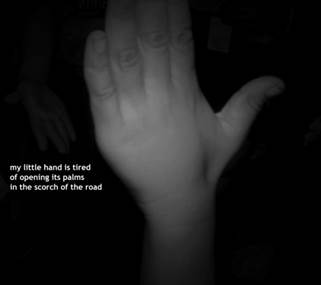 my little hand is tired
of opening its palms
in the scorch of the road